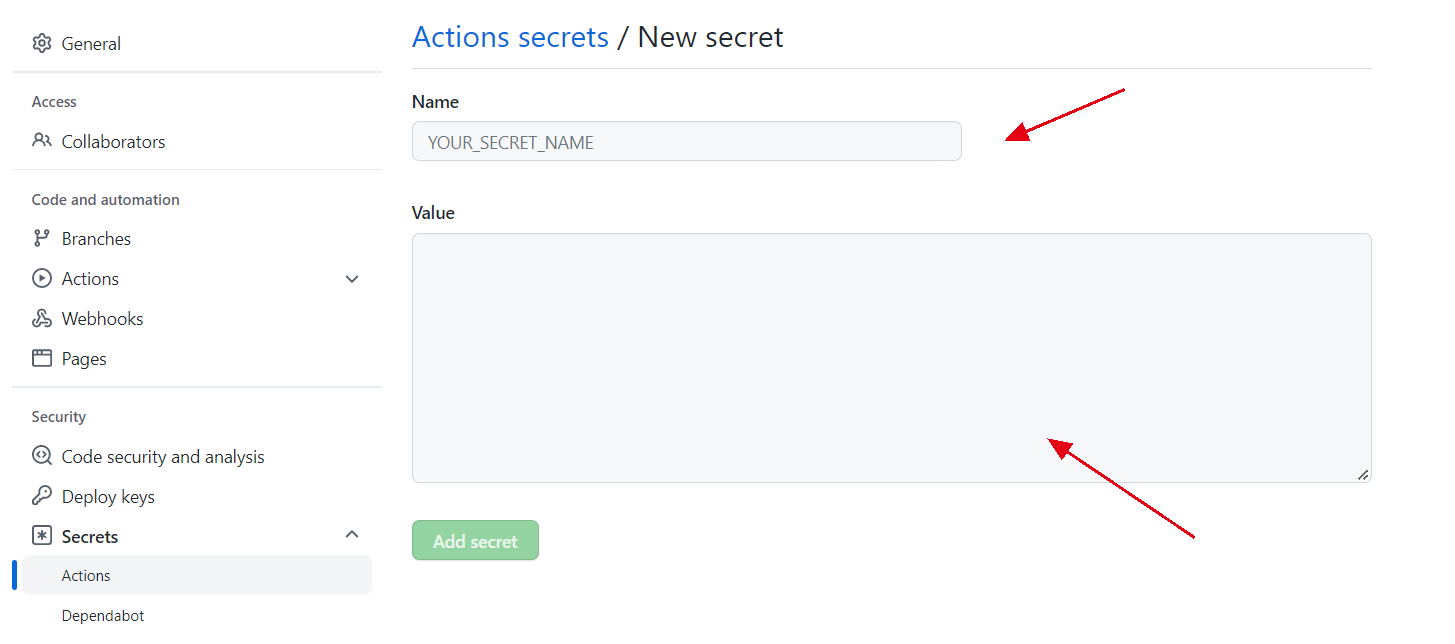 General
Access
Collaborators
Code and automation
Branches
Actions
Webhooks
Pages
Security
Code security and analysis
Deploy keys
Secrets
Actions
Dependabot
Actions secrets / New secret
Name
YOUR_SECRET_NAME
Value
Add secret